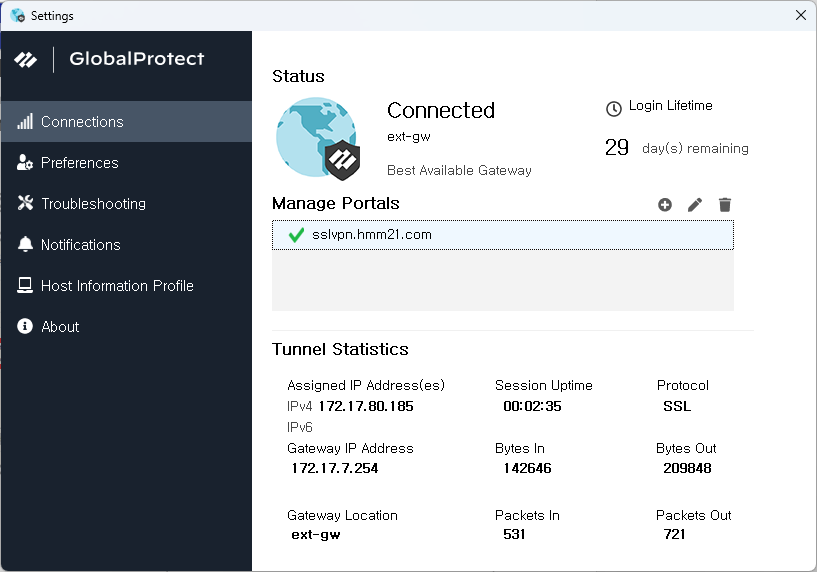 Settings
GlobalProtect
Connections
Preferences
Troubleshooting
Notifications
Host Information Profile
About
Status
Connected
ext-gw
Best Available Gateway
Login Lifetime
29 day(s) remaining
Manage Portals
sslvpn.hmm21.com
Tunnel Statistics
Assigned IP Address(es) Session Uptime Protocol
IPv4 172.17.80.185 00:02:35 SSL
IPv6
Gateway IP Address Bytes In Bytes Out
172.17.7.254 142646 209848
Gateway Location Packets In Packets Out
ext-gw 531 721